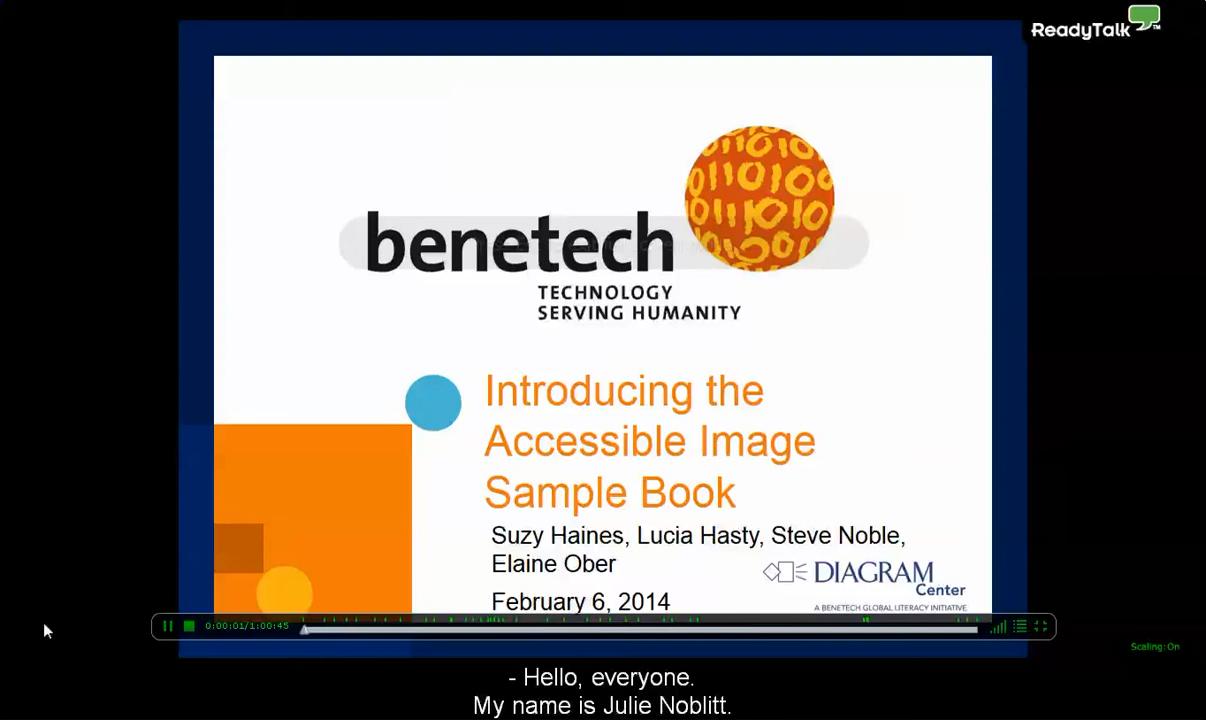 ReadyTalk
TM
benetech
TECHNOLOGY
SERVING HUMANITY
Introducing the
Accessible Image
Sample Book
Suzy Haines, Lucia Hasty, Steve Noble,
Elaine Ober
DIAGRAM
Center
February 6, 2014
A BENETECH GLOBAL LITERACY INITIATIVE
0:00:01/1:00:45
Scaling: On
- Hello, everyone.
My name is Julie Noblitt.